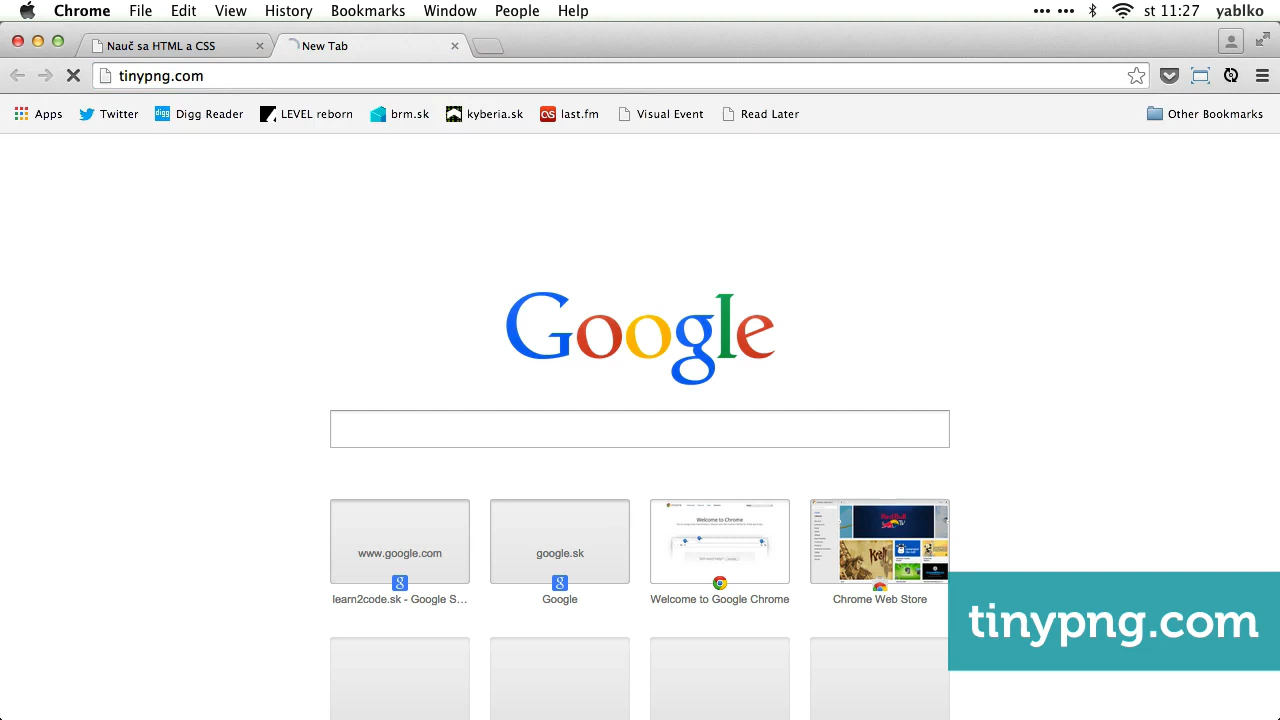 Chrome File Edit View History Bookmarks Window People Help st 11:27 yablko
Nauč sa HTML a CSS New Tab
tinypng.com
Apps Twitter digg Digg Reader LEVEL reborn brm.sk kyberia.sk last.fm Visual Event Read Later Other Bookmarks
Google
www.google.com google.sk Welcome to Chrome
learn2code.sk - Google S... Google Welcome to Google Chrome Chrome Web Store
tinypng.com